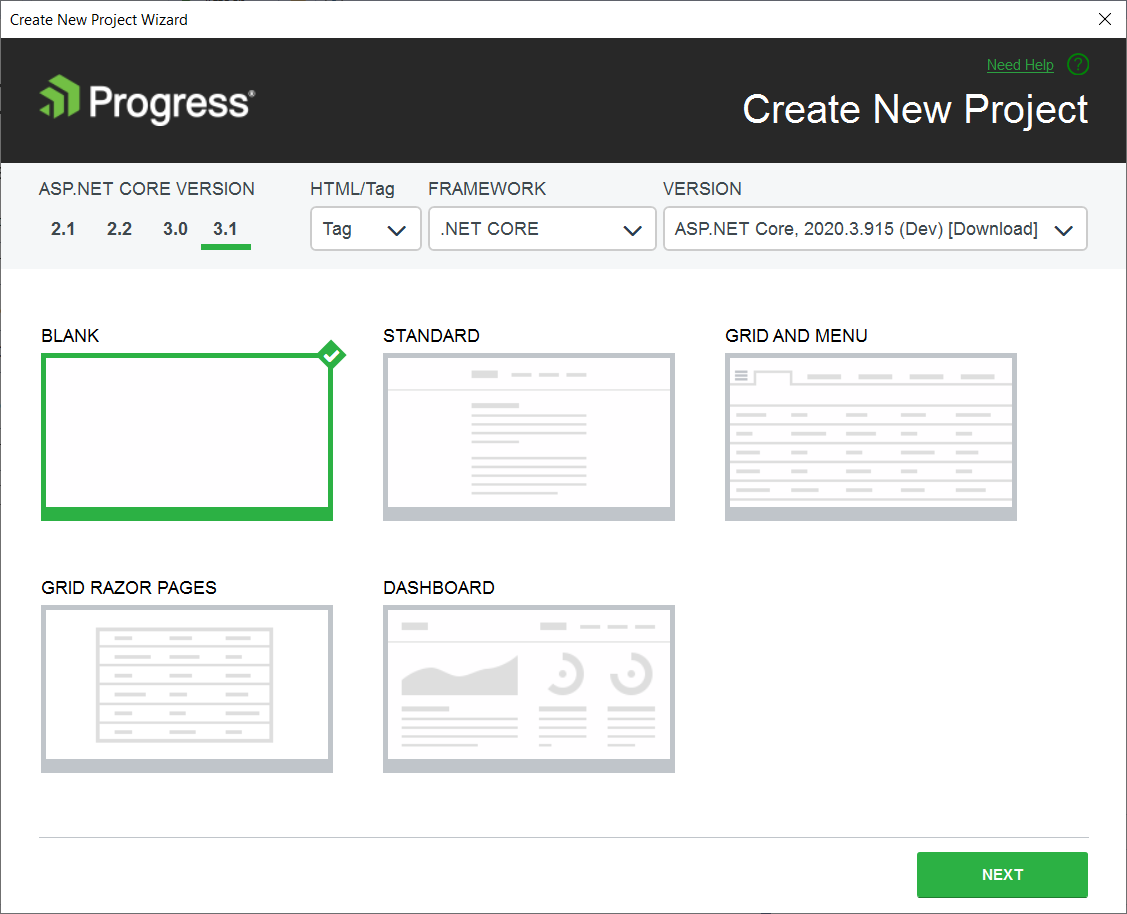 Create New Project Wizard
Need Help ?
Progress®
Create New Project
ASP.NET CORE VERSION
2.1 2.2 3.0 3.1
HTML/Tag
Tag
FRAMEWORK
.NET CORE
VERSION
ASP.NET Core, 2020.3.915 (Dev) [Download]
BLANK
STANDARD
GRID AND MENU
GRID RAZOR PAGES
DASHBOARD
NEXT